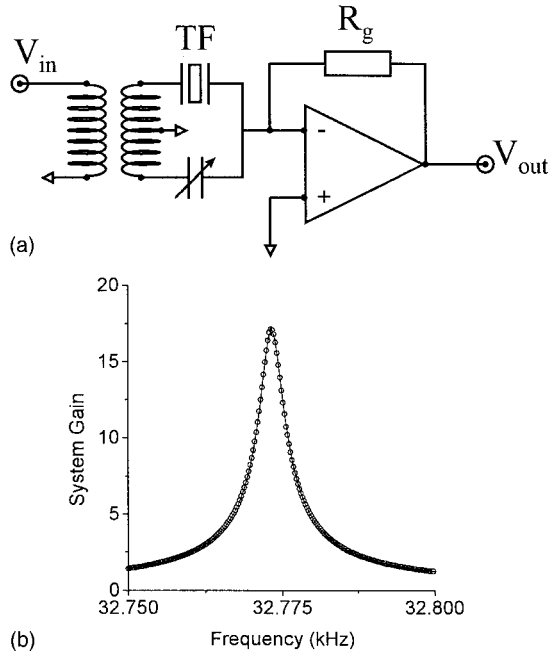 TF
R_g
V_in
-
+
V_out
(a)
20
15
10
5
0
System Gain
32.750
32.775
32.800
Frequency (kHz)
(b)